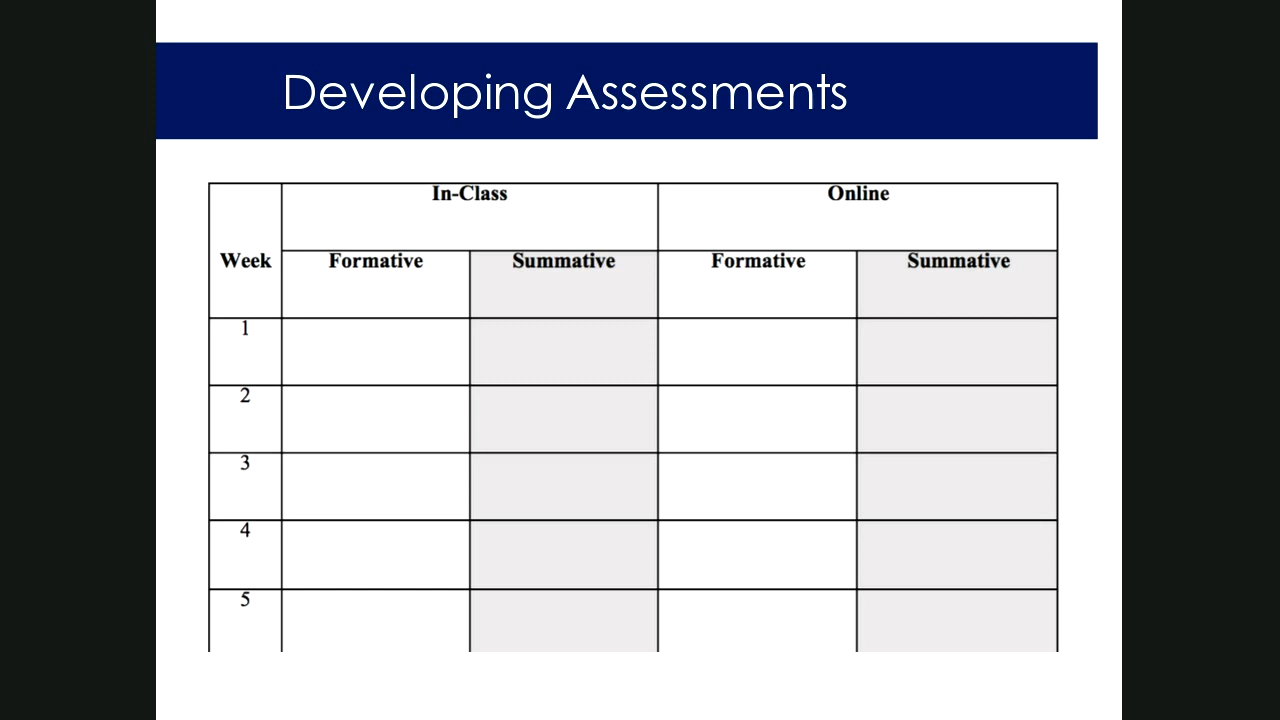 Developing Assessments
In-Class Online
Week Formative Summative Formative Summative
1
2
3
4
5